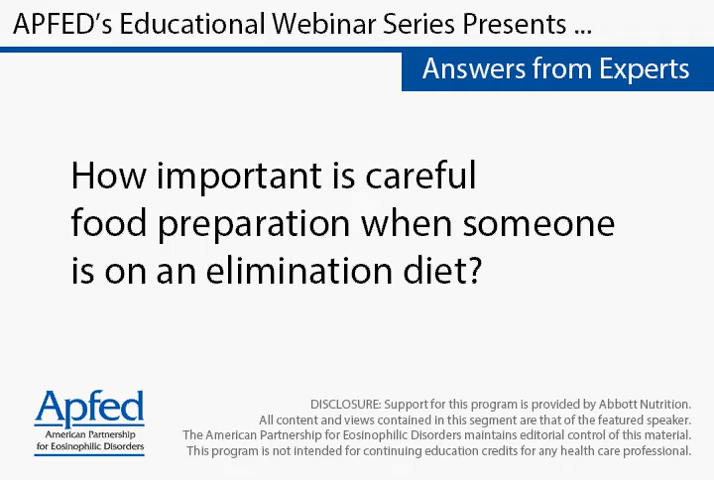 APFED's Educational Webinar Series Presents ...
Answers from Experts
How important is careful
food preparation when someone
is on an elimination diet?
Apfed
American Partnership
for Eosinophilic Disorders
DISCLOSURE: Support for this program is provided by Abbott Nutrition.
All content and views contained in this segment are that of the featured speaker.
The American Partnership for Eosinophilic Disorders maintains editorial control of this material.
This program is not intended for continuing education credits for any health care professional.